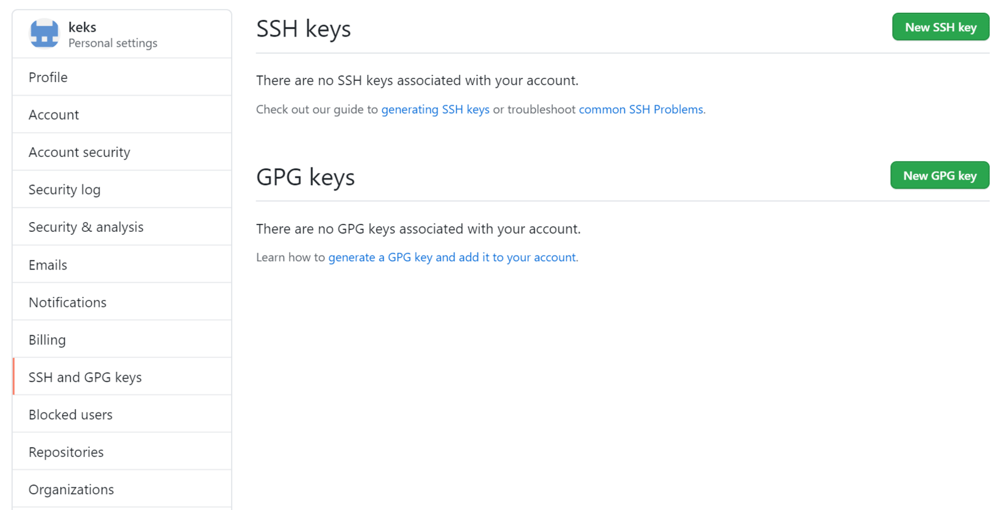 keks
Personal settings
Profile
Account
Account security
Security log
Security & analysis
Emails
Notifications
Billing
SSH and GPG keys
Blocked users
Repositories
Organizations
SSH keys
New SSH key
There are no SSH keys associated with your account.
Check out our guide to generating SSH keys or troubleshoot common SSH Problems.
GPG keys
New GPG key
There are no GPG keys associated with your account.
Learn how to generate a GPG key and add it to your account.